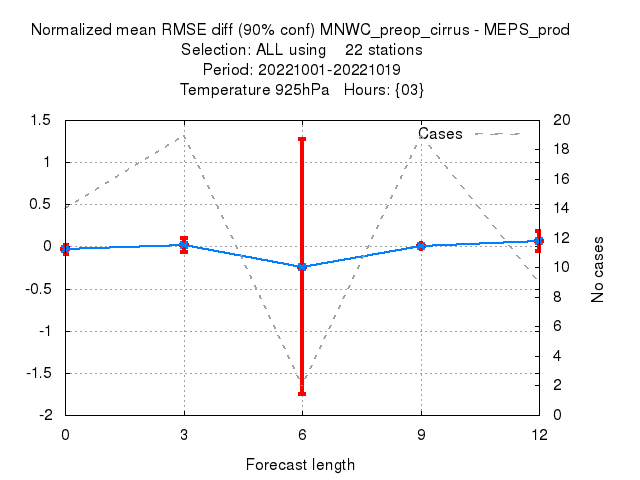 Normalized mean RMSE diff (90% conf) MNWC_preop_cirrus - MEPS_prod
Selection: ALL using 22 stations
Period: 20221001-20221019
Temperature 925hPa Hours: {03}
1.5
1
0.5
0
-0.5
-1
-1.5
-2
Cases
20
18
16
14
12
10
8
6
4
2
0
No cases
0 3 6 9 12
Forecast length